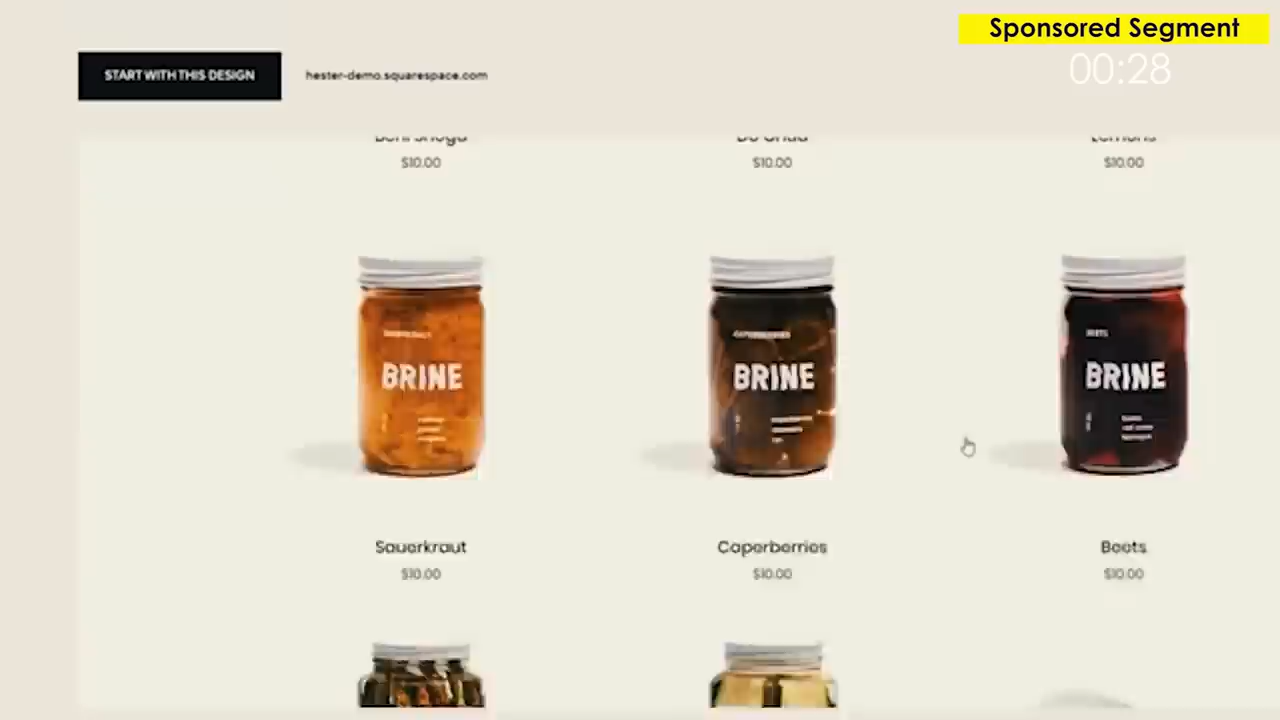 Sponsored Segment
00:28
START WITH THIS DESIGN
hester-demo.squarespace.com
$10.00
$10.00
$10.00
BRINE
BRINE
BEETS
BRINE
Sauerkraut
Caperberries
Beets
$10.00
$10.00
$10.00